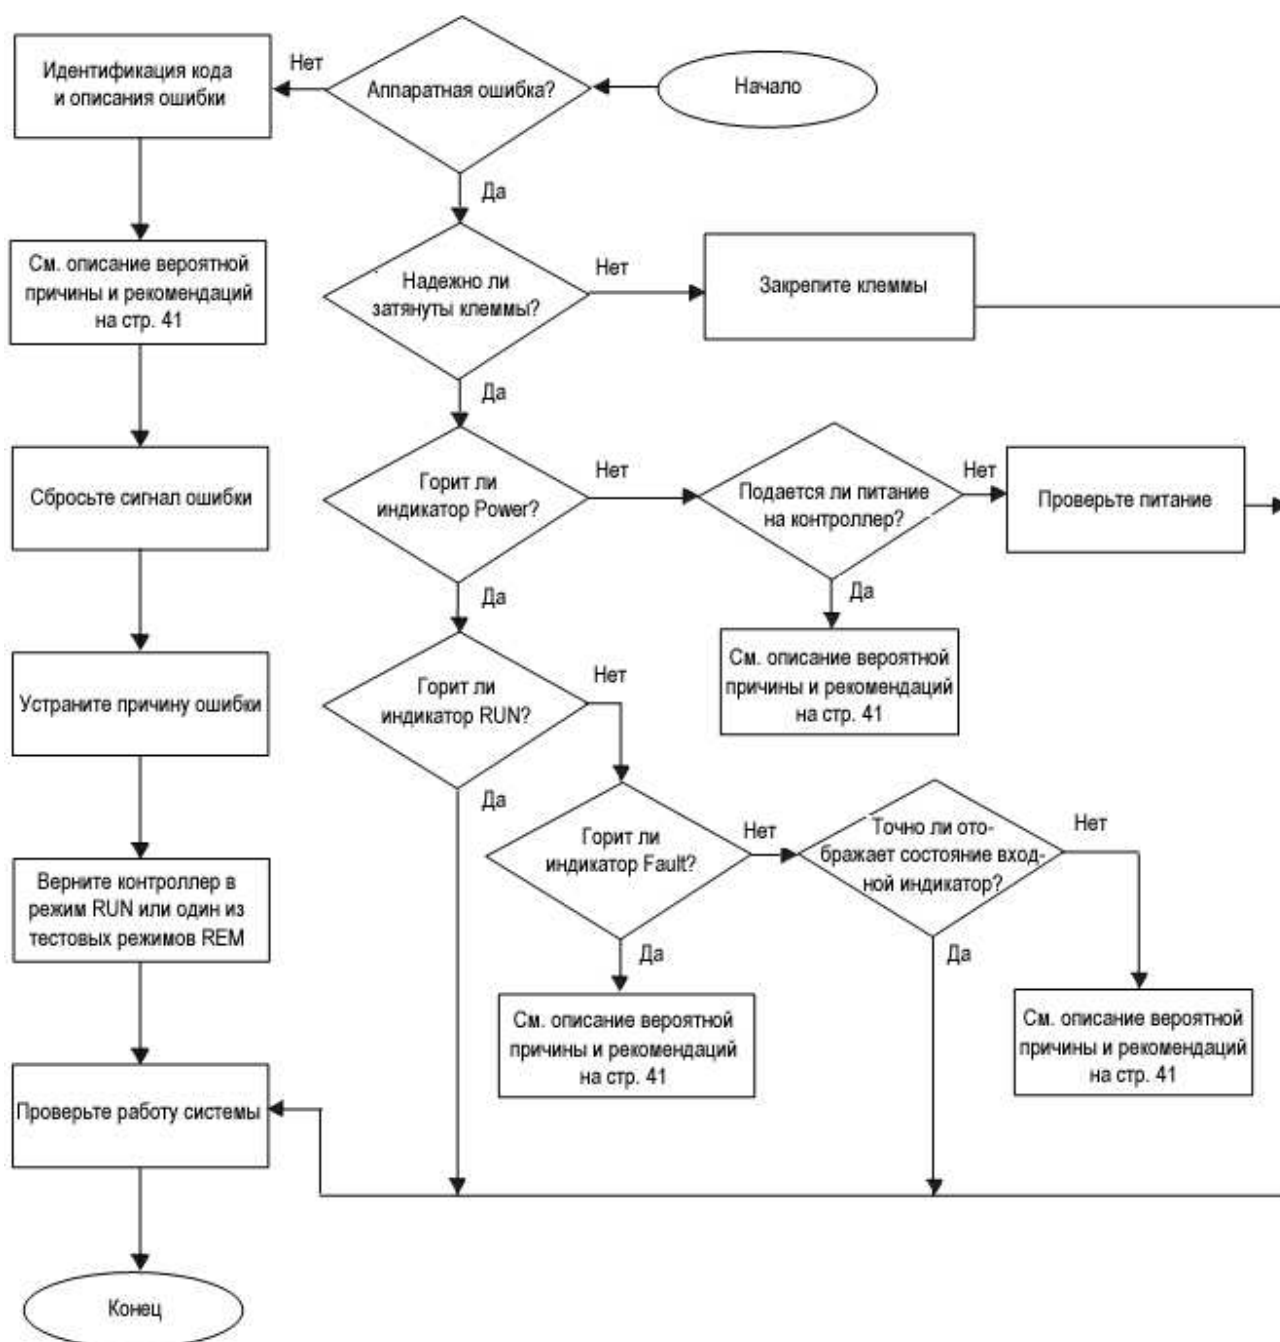 Начало
Аппаратная ошибка?
Нет
Идентификация кода
и описания ошибки
Да
См. описание вероятной
причины и рекомендаций
на стр. 41
Надежно ли
затянуты клеммы?
Нет
Закрепите клеммы
Да
Сбросьте сигнал ошибки
Горит ли
индикатор Power?
Нет
Подается ли питание
на контроллер?
Нет
Проверьте питание
Да
Да
См. описание вероятной
причины и рекомендаций
на стр. 41
Устраните причину ошибки
Горит ли
индикатор RUN?
Нет
Да
Горит ли
индикатор Fault?
Нет
Точно ли ото-
бражает состояние вход-
ной индикатор?
Нет
Верните контроллер в
режим RUN или один из
тестовых режимов REM
Да
Да
См. описание вероятной
причины и рекомендаций
на стр. 41
См. описание вероятной
причины и рекомендаций
на стр. 41
Проверьте работу системы
Конец